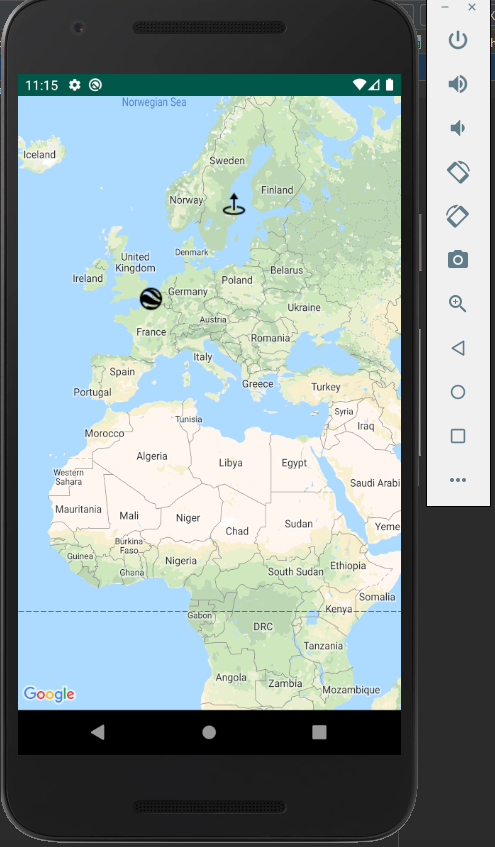 11:15
Norwegian Sea
Iceland
Sweden
Finland
Norway
United
Kingdom
Denmark
Ireland
Belarus
Poland
Germany
Ukraine
Austria
France
Romania
Italy
Spain
Greece
Turkey
Portugal
Syria
Tunisia
Iraq
Morocco
Algeria
Libya
Egypt
Western
Sahara
Saudi Arabi
Mauritania
Mali
Niger
Sudan
Chad
Yeme
Burkina
Faso
Guinea
Nigeria
Ethiopia
Ghana
South Sudan
Somalia
Kenya
Gabon
DRC
Tanzania
Angola
Zambia
Mozambique
Google